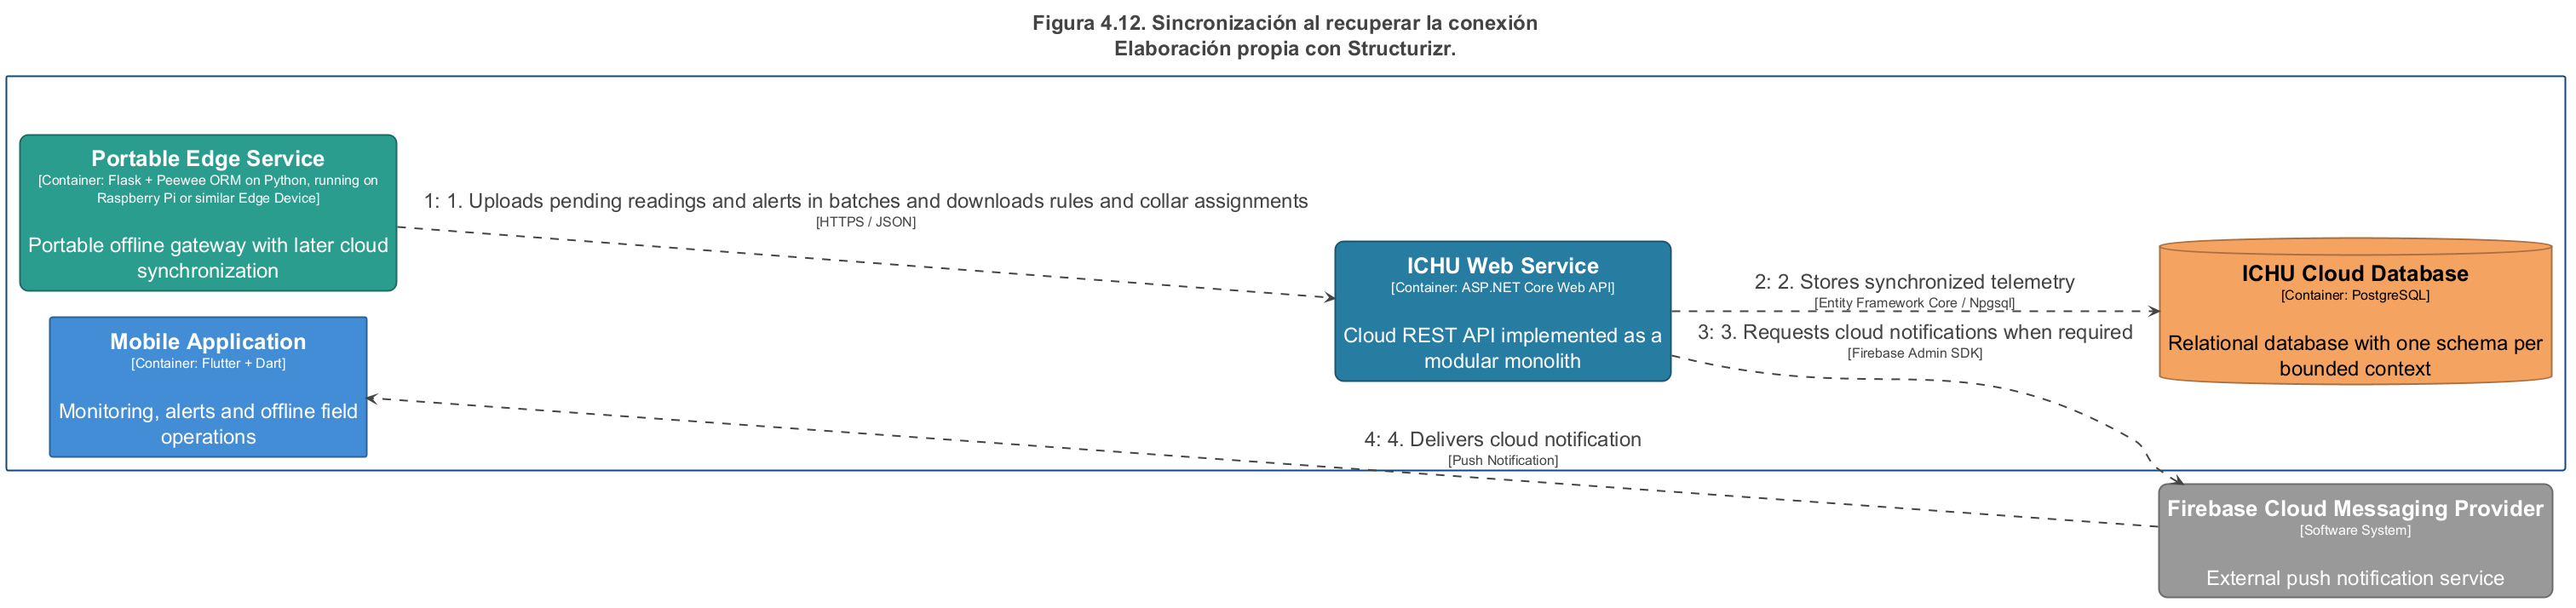 Figura 4.12. Sincronización al recuperar la conexión
Elaboración propia con Structurizr.
Portable Edge Service
[Container: Flask + Peewee ORM on Python, running on
Raspberry Pi or similar Edge Device]
Portable offline gateway with later cloud
synchronization
1: 1. Uploads pending readings and alerts in batches and downloads rules and collar assignments
[HTTPS / JSON]
ICHU Web Service
[Container: ASP.NET Core Web API]
Cloud REST API implemented as a
modular monolith
2: 2. Stores synchronized telemetry
[Entity Framework Core / Npgsql]
3: 3. Requests cloud notifications when required
[Firebase Admin SDK]
ICHU Cloud Database
[Container: PostgreSQL]
Relational database with one schema per
bounded context
Mobile Application
[Container: Flutter + Dart]
Monitoring, alerts and offline field
operations
4: 4. Delivers cloud notification
[Push Notification]
Firebase Cloud Messaging Provider
[Software System]
External push notification service